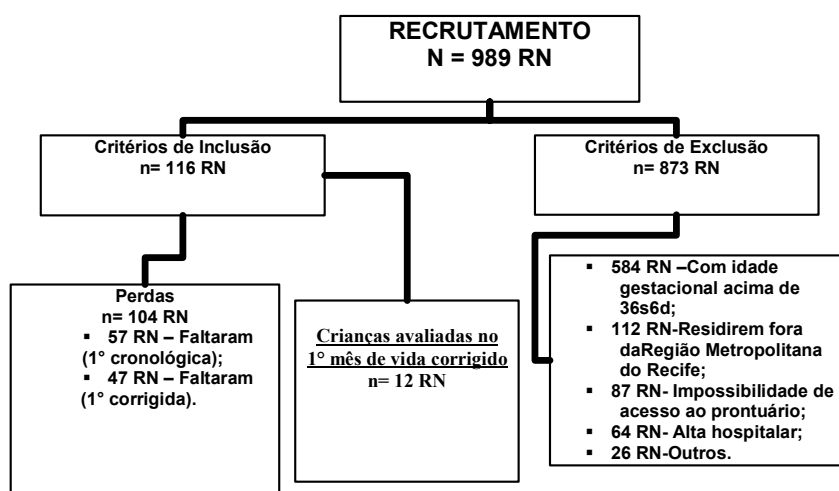 RECRUTAMENTO
N = 989 RN
Critérios de Inclusão
n= 116 RN
Critérios de Exclusão
n= 873 RN
Perdas
n= 104 RN
▪ 57 RN – Faltaram
(1° cronológica);
▪ 47 RN – Faltaram
(1° corrigida).
Crianças avaliadas no
1° mês de vida corrigido
n= 12 RN
▪ 584 RN –Com idade
gestacional acima de
36s6d;
▪ 112 RN-Residirem fora
daRegião Metropolitana
do Recife;
▪ 87 RN- Impossibilidade de
acesso ao prontuário;
▪ 64 RN- Alta hospitalar;
▪ 26 RN-Outros.